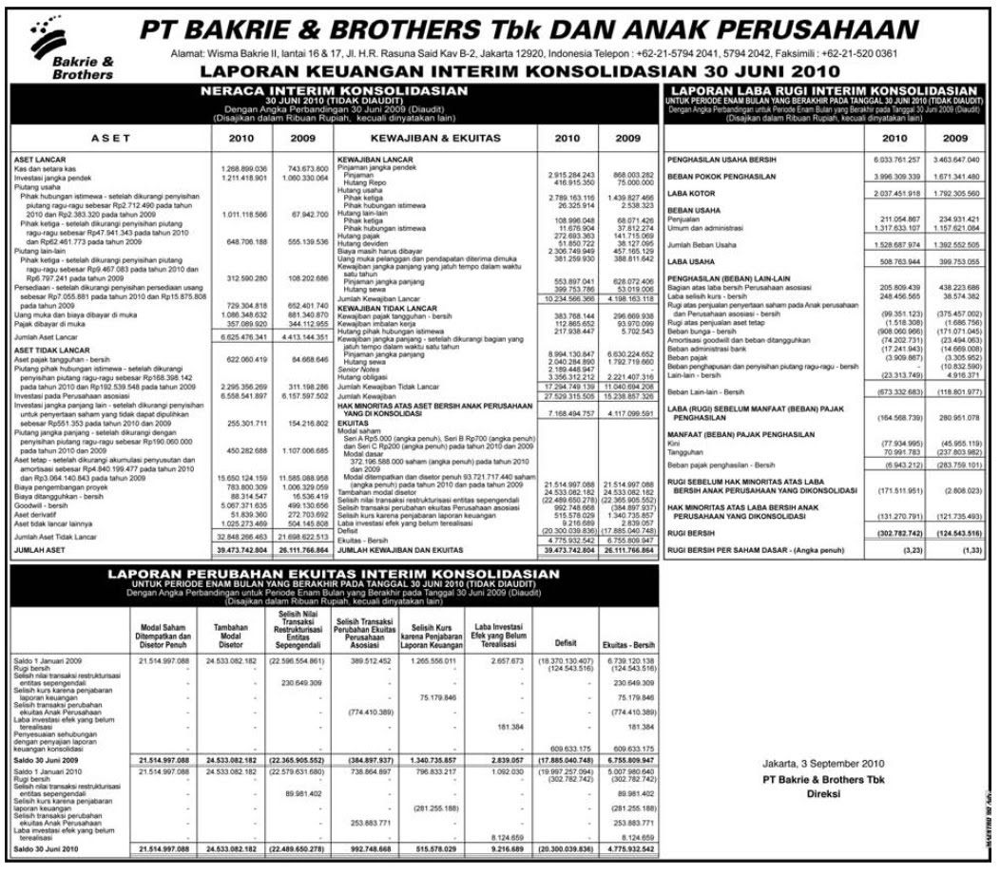 Bakrie &
Brothers
PT BAKRIE & BROTHERS Tbk DAN ANAK PERUSAHAAN
Alamat: Wisma Bakrie II, lantai 16 & 17, Jl. H.R. Rasuna Said Kav B-2, Jakarta 12920, Indonesia Telepon : +62-21-5794 2041, 5794 2042, Faksimili : +62-21-520 0361
LAPORAN KEUANGAN INTERIM KONSOLIDASIAN 30 JUNI 2010
NERACA INTERIM KONSOLIDASIAN
30 JUNI 2010 (TIDAK DIAUDIT)
Dengan Angka Perbandingan 30 Juni 2009 (Diaudit)
(Disajikan dalam Ribuan Rupiah, kecuali dinyatakan lain)
A S E T 2010 2009
ASET LANCAR
Kas dan setara kas 1.268.899.036 743.673.800
Investasi jangka pendek 1.211.418.901 1.060.330.064
Piutang usaha
Pihak hubungan istimewa - setelah dikurangi penyisihan
piutang ragu-ragu sebesar Rp2.712.490 pada tahun
2010 dan Rp2.383.320 pada tahun 2009 1.011.118.566 67.942.700
Pihak ketiga - setelah dikurangi penyisihan piutang
ragu-ragu sebesar Rp47.941.343 pada tahun 2010
dan Rp62.461.773 pada tahun 2009 648.706.188 555.139.536
Piutang lain-lain
Pihak ketiga - setelah dikurangi penyisihan piutang
ragu-ragu sebesar Rp9.467.083 pada tahun 2010 dan
Rp6.797.241 pada tahun 2009 312.590.280 108.202.686
Persediaan - setelah dikurangi penyisihan persediaan usang
sebesar Rp7.055.881 pada tahun 2010 dan Rp15.875.808
pada tahun 2009 729.304.818 652.401.740
Uang muka dan biaya dibayar di muka 1.086.348.632 881.340.870
Pajak dibayar di muka 357.089.920 344.112.955
Jumlah Aset Lancar 6.625.476.341 4.413.144.351
ASET TIDAK LANCAR
Aset pajak tangguhan - bersih 622.060.419 84.668.646
Piutang pihak hubungan istimewa - setelah dikurangi
penyisihan piutang ragu-ragu sebesar Rp168.398.142
pada tahun 2010 dan Rp192.539.548 pada tahun 2009 2.295.356.269 311.198.286
Investasi pada Perusahaan asosiasi 6.558.541.897 6.157.597.502
Investasi jangka panjang lain - setelah dikurangi penyisihan
untuk penyertaan saham yang tidak dapat dipulihkan
sebesar Rp551.353 pada tahun 2010 dan 2009 255.301.711 154.216.802
Piutang jangka panjang - setelah dikurangi dengan
penyisihan piutang ragu-ragu sebesar Rp190.060.000
pada tahun 2010 dan 2009 450.282.688 1.107.006.685
Aset tetap - setelah dikurangi akumulasi penyusutan dan
amortisasi sebesar Rp4.840.199.477 pada tahun 2010
dan Rp3.064.140.843 pada tahun 2009 15.650.124.159 11.585.088.958
Biaya pengembangan proyek 783.800.309 1.006.329.059
Biaya ditangguhkan - bersih 88.314.547 16.536.419
Goodwill - bersih 5.067.371.635 499.130.656
Aset derivatif 51.839.360 272.703.692
Aset tidak lancar lainnya 1.025.273.469 504.145.808
Jumlah Aset Tidak Lancar 32.848.266.463 21.698.622.513
JUMLAH ASET 39.473.742.804 26.111.766.864
KEWAJIBAN & EKUITAS 2010 2009
KEWAJIBAN LANCAR
Pinjaman jangka pendek
Pinjaman 2.915.284.243 868.003.282
Hutang Repo 416.915.350 75.000.000
Hutang usaha
Pihak ketiga 2.789.163.116 1.439.827.466
Pihak hubungan istimewa 26.325.914 2.538.323
Hutang lain-lain
Pihak ketiga 108.996.048 68.071.426
Pihak hubungan istimewa 11.676.904 37.812.274
Hutang pajak 272.693.363 141.715.069
Hutang dividen 51.850.722 38.127.095
Biaya masih harus dibayar 2.306.749.949 457.165.129
Uang muka pelanggan dan pendapatan diterima dimuka 381.259.930 388.811.642
Kewajiban jangka panjang yang jatuh tempo dalam waktu
satu tahun
Pinjaman jangka panjang 553.897.041 628.072.406
Hutang sewa 399.753.786 53.019.006
Jumlah Kewajiban Lancar 10.234.566.366 4.198.163.118
KEWAJIBAN TIDAK LANCAR
Kewajiban pajak tangguhan - bersih 383.768.144 296.669.938
Kewajiban imbalan kerja 112.865.652 93.970.099
Hutang pihak hubungan istimewa 217.938.447 5.702.543
Kewajiban jangka panjang - setelah dikurangi bagian yang
jatuh tempo dalam waktu satu tahun
Pinjaman jangka panjang 8.994.130.847 6.630.224.652
Hutang sewa 2.040.284.890 1.792.719.660
Senior Notes 2.189.448.947 -
Hutang obligasi 3.356.312.212 2.221.407.316
Jumlah Kewajiban Tidak Lancar 17.294.749.139 11.040.694.208
Jumlah Kewajiban 27.529.315.505 15.238.857.326
HAK MINORITAS ATAS ASET BERSIH ANAK PERUSAHAAN
YANG DI KONSOLIDASI 7.168.494.757 4.117.099.591
EKUITAS
Modal saham
Seri A Rp5.000 (angka penuh), Seri B Rp700 (angka penuh)
dan Seri C Rp200 (angka penuh) pada tahun 2010 dan 2009
Modal dasar
372.196.588.000 saham (angka penuh) pada tahun 2010
dan 2009
Modal ditempatkan dan disetor penuh 93.721.717.440 saham
(angka penuh) pada tahun 2010 dan pada tahun 2009 21.514.997.088 21.514.997.088
Tambahan modal disetor 24.533.082.182 24.533.082.182
Selisih nilai transaksi restrukturisasi entitas sepengendali (22.489.650.278) (22.365.905.552)
Selisih transaksi perubahan ekuitas Perusahaan asosiasi 992.748.668 (384.897.937)
Selisih kurs karena penjabaran laporan keuangan 515.578.029 1.340.735.857
Laba investasi efek yang belum terealisasi 9.216.689 2.839.057
Defisit (20.300.039.836) (17.885.040.748)
Ekuitas - Bersih 4.775.932.542 6.755.809.947
JUMLAH KEWAJIBAN DAN EKUITAS 39.473.742.804 26.111.766.864
LAPORAN LABA RUGI INTERIM KONSOLIDASIAN
UNTUK PERIODE ENAM BULAN YANG BERAKHIR PADA TANGGAL 30 JUNI 2010 (TIDAK DIAUDIT)
Dengan Angka Perbandingan untuk Periode Enam Bulan yang Berakhir pada Tanggal 30 Juni 2009 (Diaudit)
(Disajikan dalam Ribuan Rupiah, kecuali dinyatakan lain)
2010 2009
PENGHASILAN USAHA BERSIH 6.033.761.257 3.463.647.040
BEBAN POKOK PENGHASILAN 3.996.309.339 1.671.341.480
LABA KOTOR 2.037.451.918 1.792.305.560
BEBAN USAHA
Penjualan 211.054.867 234.931.421
Umum dan administrasi 1.317.633.107 1.157.621.084
Jumlah Beban Usaha 1.528.687.974 1.392.552.505
LABA USAHA 508.763.944 399.753.055
PENGHASILAN (BEBAN) LAIN-LAIN
Bagian atas laba bersih Perusahaan asosiasi 205.809.439 438.223.686
Laba selisih kurs - bersih 248.456.565 38.574.382
Rugi atas penjualan penyertaan saham pada Anak perusahaan
dan Perusahaan asosiasi - bersih (99.351.123) (375.457.002)
Rugi atas penjualan aset tetap (1.518.308) (1.686.756)
Beban bunga - bersih (908.060.966) (171.071.045)
Amortisasi goodwill dan beban ditangguhkan (74.202.731) (23.494.063)
Beban administrasi bank (17.241.943) (14.669.008)
Beban pajak (3.909.867) (3.305.952)
Beban penghapusan dan penyisihan piutang ragu-ragu - bersih - (10.832.590)
Lain-lain - bersih (23.313.749) 4.916.371
Beban Lain-lain - Bersih (673.332.683) (118.801.977)
LABA (RUGI) SEBELUM MANFAAT (BEBAN) PAJAK
PENGHASILAN (164.568.739) 280.951.078
MANFAAT (BEBAN) PAJAK PENGHASILAN
Kini (77.934.995) (45.955.119)
Tangguhan 70.991.783 (237.803.982)
Beban pajak penghasilan - Bersih (6.943.212) (283.759.101)
RUGI SEBELUM HAK MINORITAS ATAS LABA
BERSIH ANAK PERUSAHAAN YANG DIKONSOLIDASI (171.511.951) (2.808.023)
HAK MINORITAS ATAS LABA BERSIH ANAK
PERUSAHAAN YANG DIKONSOLIDASI (131.270.791) (121.735.493)
RUGI BERSIH (302.782.742) (124.543.516)
RUGI BERSIH PER SAHAM DASAR - (Angka penuh) (3,23) (1,33)
LAPORAN PERUBAHAN EKUITAS INTERIM KONSOLIDASIAN
UNTUK PERIODE ENAM BULAN YANG BERAKHIR PADA TANGGAL 30 JUNI 2010 (TIDAK DIAUDIT)
Dengan Angka Perbandingan untuk Periode Enam Bulan yang Berakhir pada Tanggal 30 Juni 2009 (Diaudit)
(Disajikan dalam Ribuan Rupiah, kecuali dinyatakan lain)
Modal Saham
Ditempatkan dan
Disetor Penuh
Tambahan
Modal
Disetor
Selisih Nilai
Transaksi
Restrukturisasi
Entitas
Sepengendali
Selisih Transaksi
Perubahan Ekuitas
Perusahaan
Asosiasi
Selisih Kurs
karena Penjabaran
Laporan Keuangan
Laba Investasi
Efek yang Belum
Terealisasi
Defisit
Ekuitas - Bersih
Saldo 1 Januari 2009 21.514.997.088 24.533.082.182 (22.596.554.861) 389.512.452 1.265.556.011 2.657.673 (18.370.130.407) 6.739.120.138
Rugi bersih - - - - - - (124.543.516) (124.543.516)
Selisih nilai transaksi restrukturisasi
entitas sepengendali - - 230.649.309 - - - - 230.649.309
Selisih kurs karena penjabaran
laporan keuangan - - - - 75.179.846 - - 75.179.846
Selisih transaksi perubahan
ekuitas Anak Perusahaan - - - (774.410.389) - - - (774.410.389)
Laba investasi efek yang belum
terealisasi - - - - - 181.384 - 181.384
Penyesuaian sehubungan
dengan penyajian laporan
keuangan konsolidasi - - - - - - 609.633.175 609.633.175
Saldo 30 Juni 2009 21.514.997.088 24.533.082.182 (22.365.905.552) (384.897.937) 1.340.735.857 2.839.057 (17.885.040.748) 6.755.809.947
Saldo 1 Januari 2010 21.514.997.088 24.533.082.182 (22.579.631.680) 738.864.897 796.833.217 1.092.030 (19.997.257.094) 5.007.980.640
Rugi bersih - - - - - - (302.782.742) (302.782.742)
Selisih nilai transaksi restrukturisasi
entitas sepengendali - - 89.981.402 - - - - 89.981.402
Selisih kurs karena penjabaran
laporan keuangan - - - - (281.255.188) - - (281.255.188)
Selisih transaksi perubahan
ekuitas Anak Perusahaan - - - 253.883.771 - - - 253.883.771
Laba investasi efek yang belum
terealisasi - - - - - 8.124.659 - 8.124.659
Saldo 30 Juni 2010 21.514.997.088 24.533.082.182 (22.489.650.278) 992.748.668 515.578.029 9.216.689 (20.300.039.836) 4.775.932.542
Jakarta, 3 September 2010
PT Bakrie & Brothers Tbk
Direksi